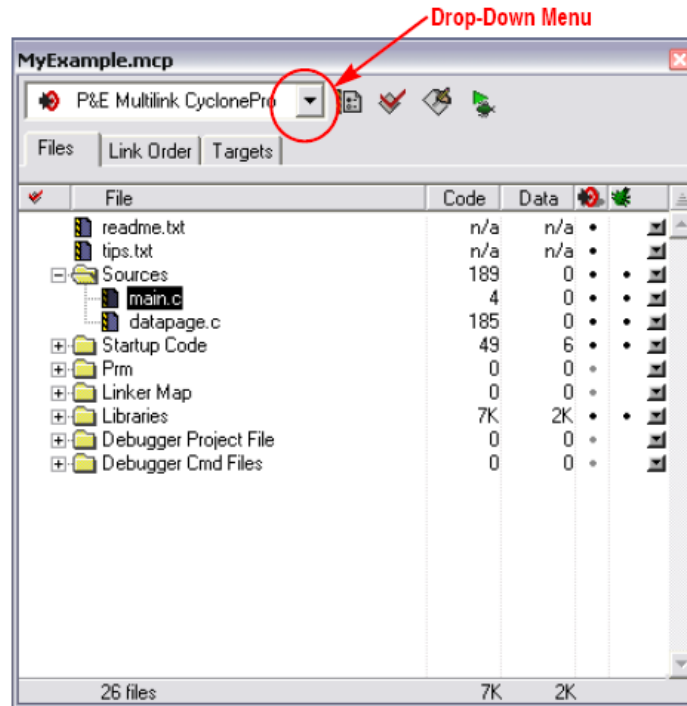 Drop-Down Menu
MyExample.mcp
P&E Multilink CyclonePro
Files Link Order Targets
File Code Data
readme.txt n/a n/a
tips.txt n/a n/a
Sources 189 0
main.c 4 0
datapage.c 185 0
Startup Code 49 6
Prm 0 0
Linker Map 0 0
Libraries 7K 2K
Debugger Project File 0 0
Debugger Cmd Files 0 0
26 files 7K 2K